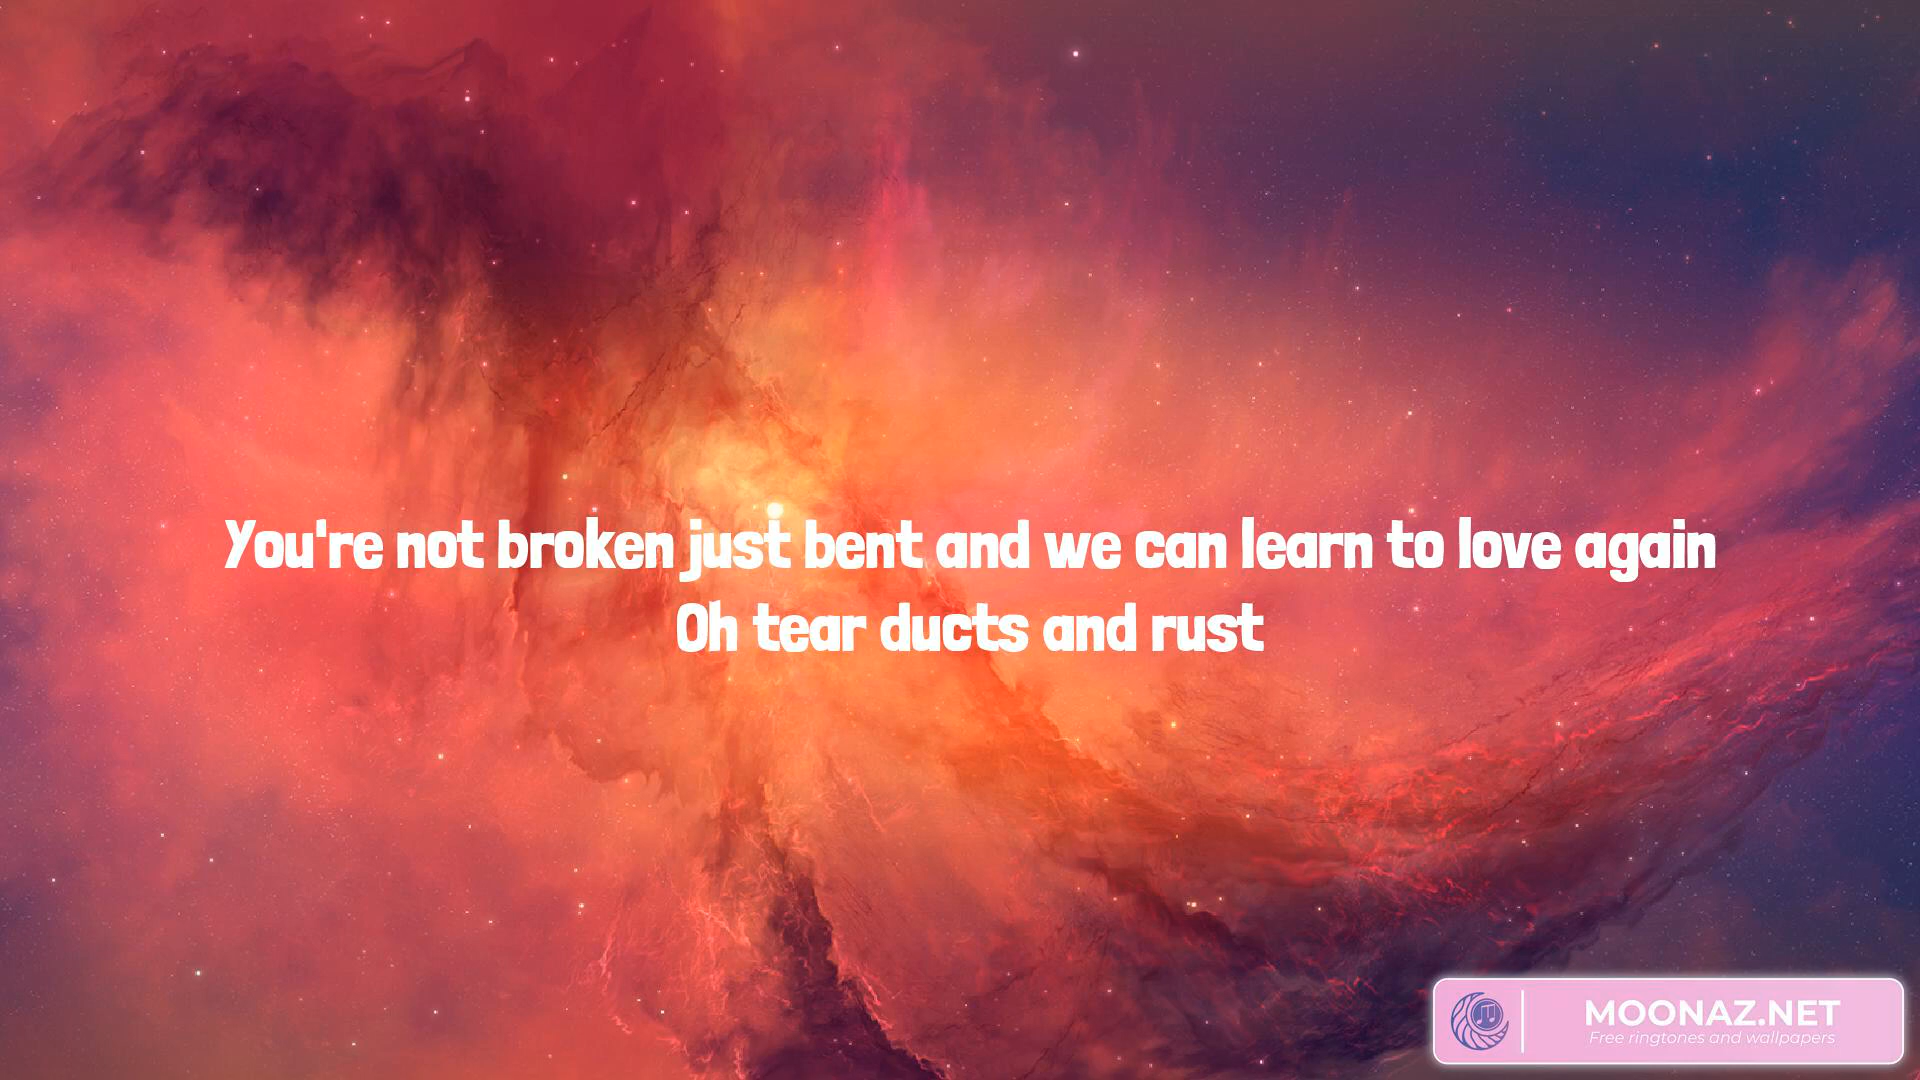 You're not broken just bent and we can learn to love again
Oh tear ducts and rust
MOONAZ.NET
Free ringtones and wallpapers